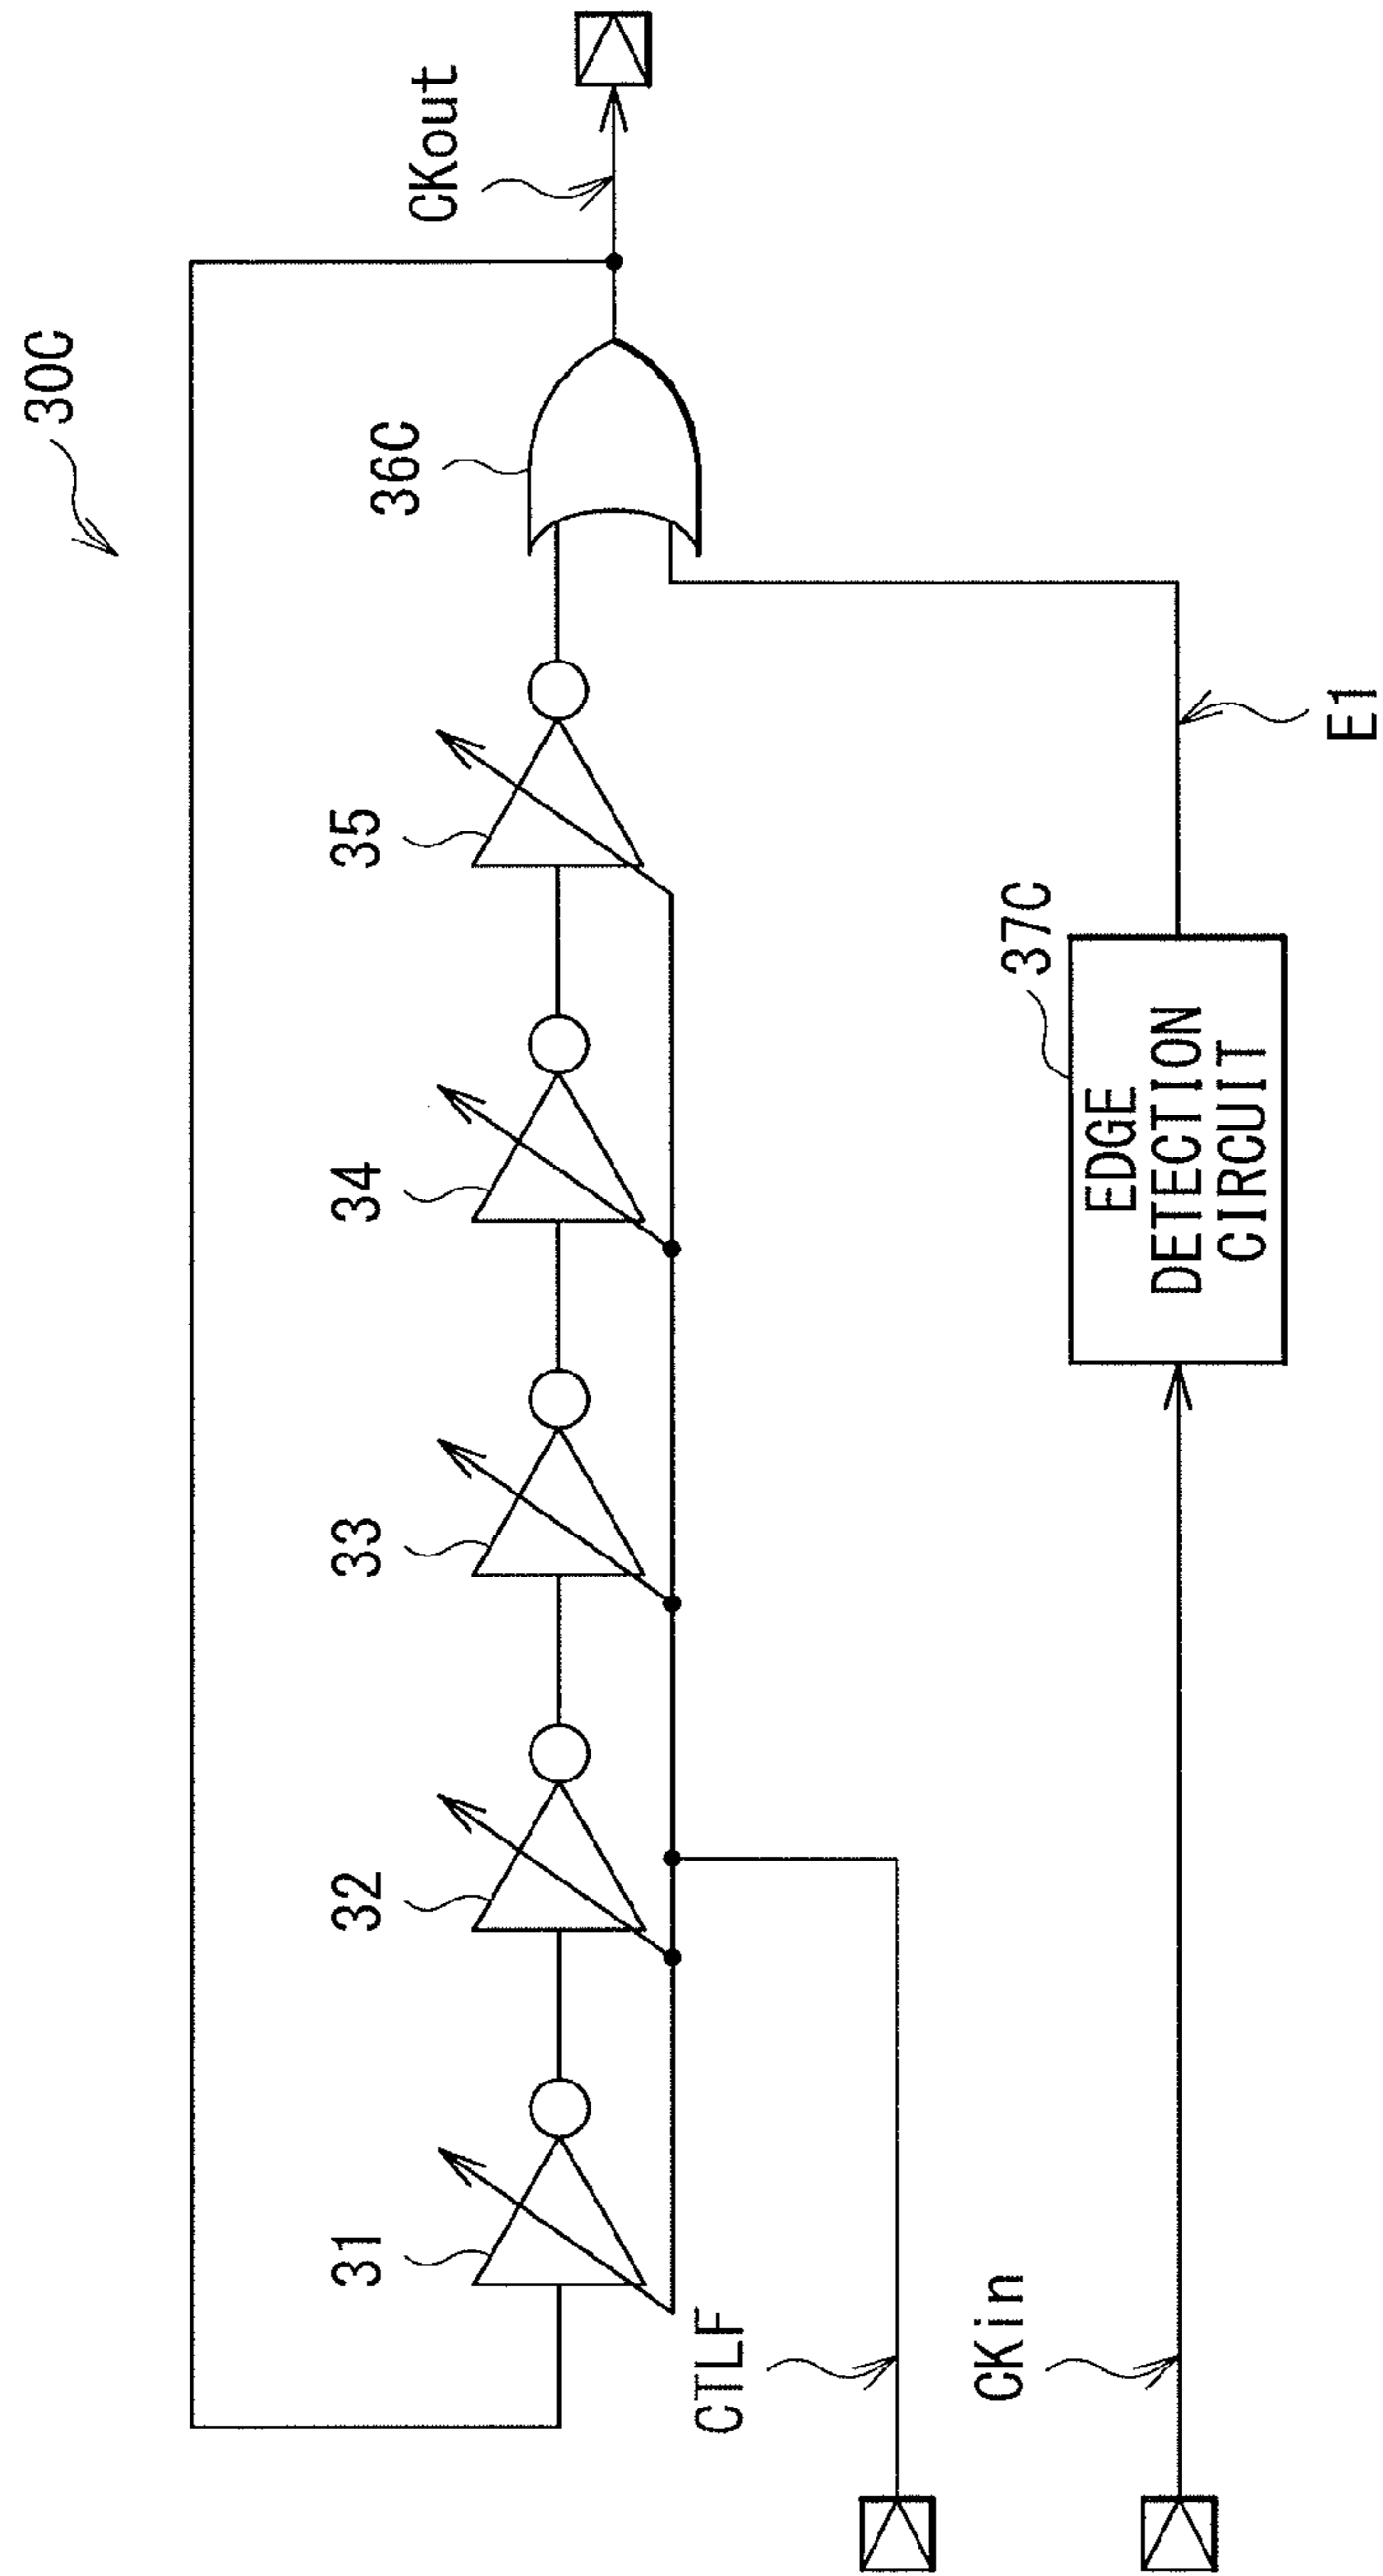 30C
CKout
36C
35
34
33
32
31
CTLF
CKin
37C
EDGE
DETECTION
CIRCUIT
E1